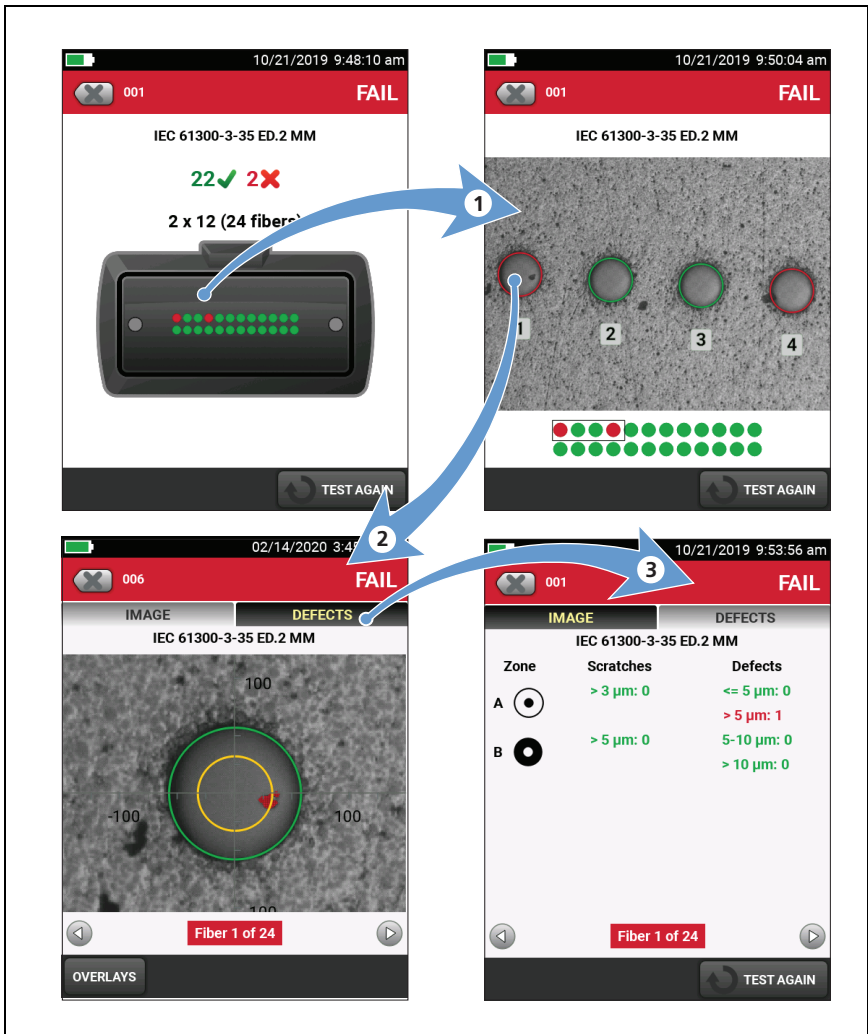 10/21/2019 9:48:10 am
001
FAIL
IEC 61300-3-35 ED.2 MM
22 2
2 x 12 (24 fibers)
TEST AGAIN
10/21/2019 9:50:04 am
001
FAIL
IEC 61300-3-35 ED.2 MM
1
1
2
3
4
TEST AGAIN
2
02/14/2020 3:45
006
FAIL
IMAGE
DEFECTS
IEC 61300-3-35 ED.2 MM
100
-100
100
-100
Fiber 1 of 24
OVERLAYS
3
10/21/2019 9:53:56 am
001
FAIL
IMAGE
DEFECTS
IEC 61300-3-35 ED.2 MM
Zone Scratches Defects
A > 3 µm: 0 <= 5 µm: 0
> 5 µm: 1
B > 5 µm: 0 5-10 µm: 0
> 10 µm: 0
Fiber 1 of 24
TEST AGAIN